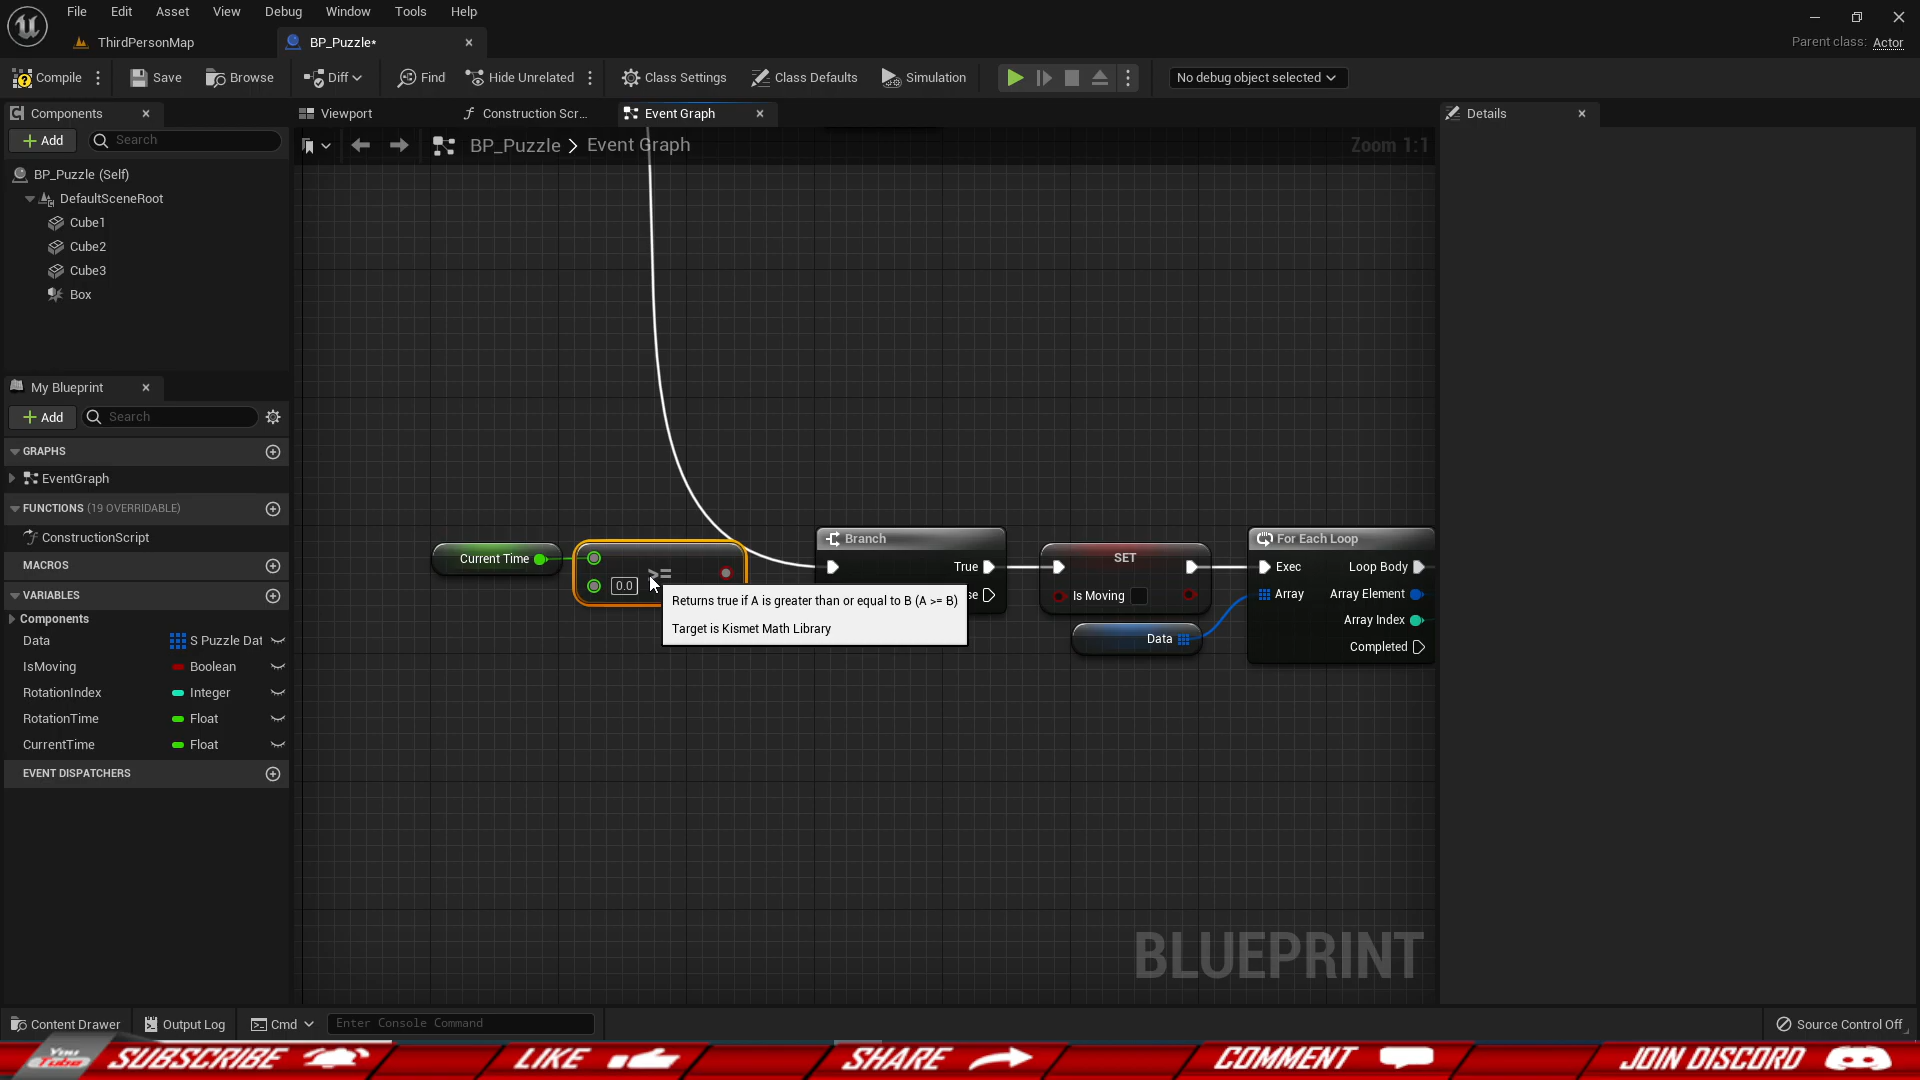 File Edit Asset View Debug Window Tools Help
ThirdPersonMap
BP_Puzzle*
Parent class: Actor
Compile
Save
Browse
Diff
Find
Hide Unrelated
Class Settings
Class Defaults
Simulation
No debug object selected
Components
Viewport
Construction Scr...
Event Graph
Details
Add
Search
BP_Puzzle > Event Graph
Zoom 1:1
BP_Puzzle (Self)
DefaultSceneRoot
Cube1
Cube2
Cube3
Box
My Blueprint
Add
Search
GRAPHS
EventGraph
FUNCTIONS (19 OVERRIDABLE)
ConstructionScript
MACROS
VARIABLES
Components
Data S Puzzle Dat
IsMoving Boolean
RotationIndex Integer
RotationTime Float
CurrentTime Float
EVENT DISPATCHERS
Current Time
>=
0.0
Returns true if A is greater than or equal to B (A >= B)
Target is Kismet Math Library
Branch
True
se
SET
Is Moving
Data
For Each Loop
Exec Loop Body
Array Array Element
Array Index
Completed
BLUEPRINT
Content Drawer
Output Log
Cmd
Enter Console Command
Source Control Off
You Tube
SUBSCRIBE
LIKE
SHARE
COMMENT
JOIN DISCORD